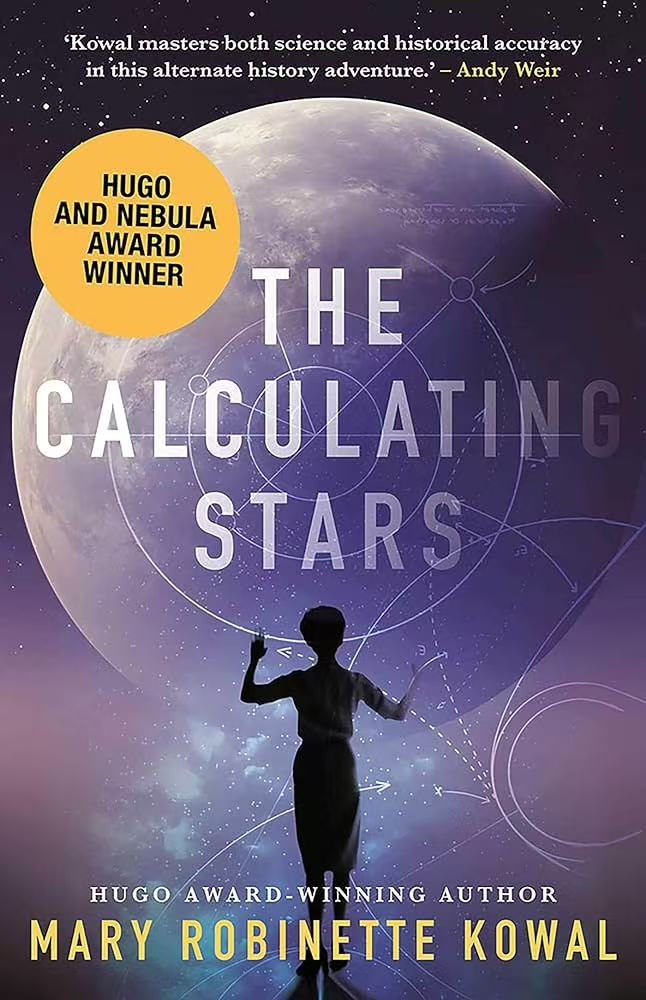 ‘Kowal masters both science and historical accuracy
in this alternate history adventure.’ – Andy Weir
HUGO
AND NEBULA
AWARD
WINNER
THE
CALCULATING
STARS
HUGO AWARD-WINNING AUTHOR
MARY ROBINETTE KOWAL